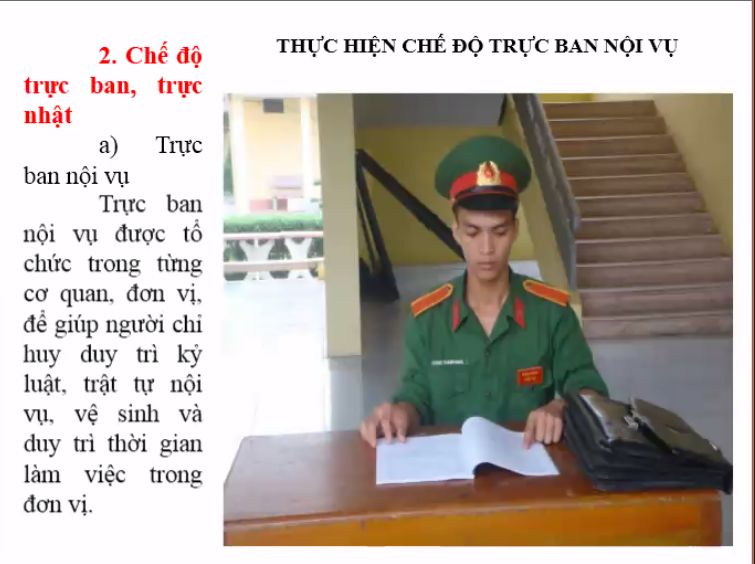 THỰC HIỆN CHẾ ĐỘ TRỰC BAN NỘI VỤ
2. Chế độ
trực ban, trực
nhật
a) Trực
ban nội vụ
Trực ban
nội vụ được tổ
chức trong từng
cơ quan, đơn vị,
để giúp người chỉ
huy duy trì kỷ
luật, trật tự nội
vụ, vệ sinh và
duy trì thời gian
làm việc trong
đơn vị.